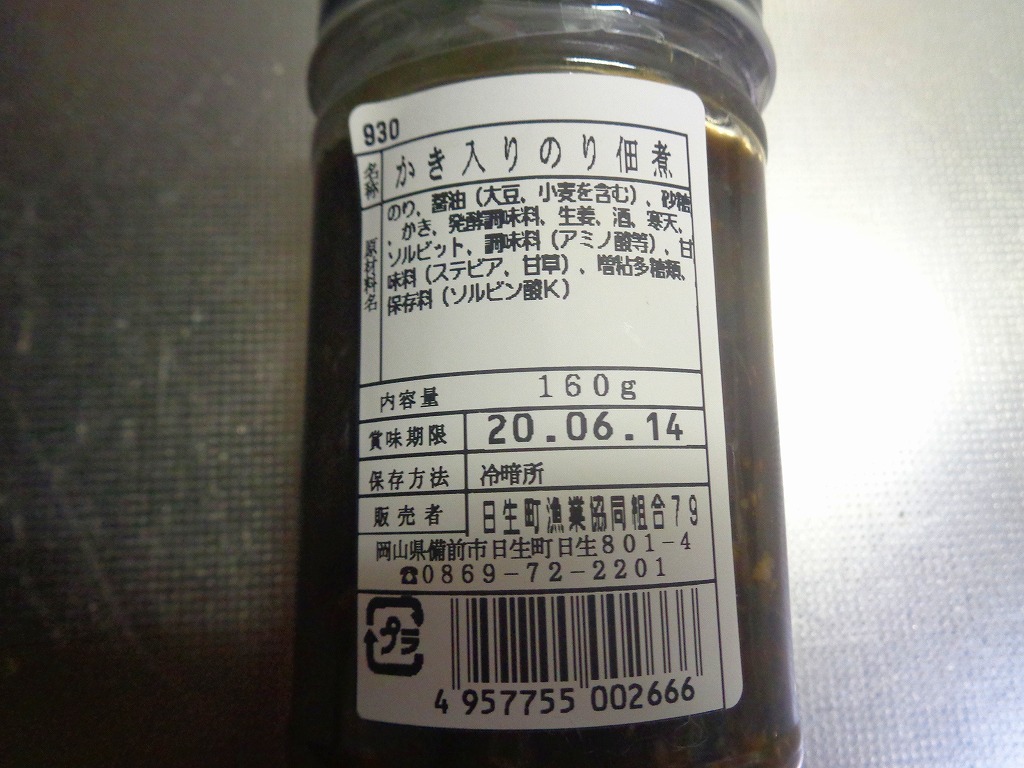 930
名称 かき入りのり佃煮
原材料名 のり、醤油（大豆、小麦を含む）、砂糖
、かき、発酵調味料、生姜、酒、寒天、
ソルビット、調味料（アミノ酸等）、甘
味料（ステビア、甘草）、増粘多糖類、
保存料（ソルビン酸K）
内容量 160g
賞味期限 20.06.14
保存方法 冷暗所
販売者 日生町漁業協同組合79
岡山県備前市日生町日生801-4
☎0869-72-2201
プラ
4 957755 002666